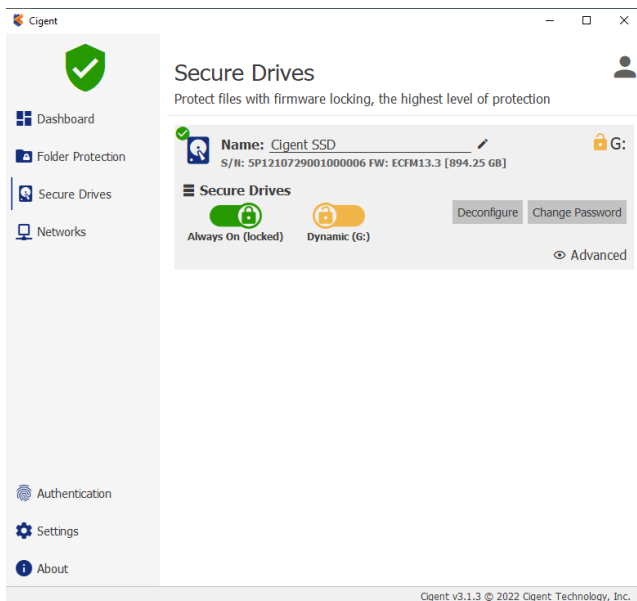 Cigent
Dashboard
Folder Protection
Secure Drives
Networks
Authentication
Settings
About
Secure Drives
Protect files with firmware locking, the highest level of protection
Name: Cigent SSD
G:
S/N: 5P1210729001000006 FW: ECFM13.3 [894.25 GB]
Secure Drives
Always On (locked) Dynamic (G:)
Deconfigure Change Password
Advanced
Cigent v3.1.3 © 2022 Cigent Technology, Inc.